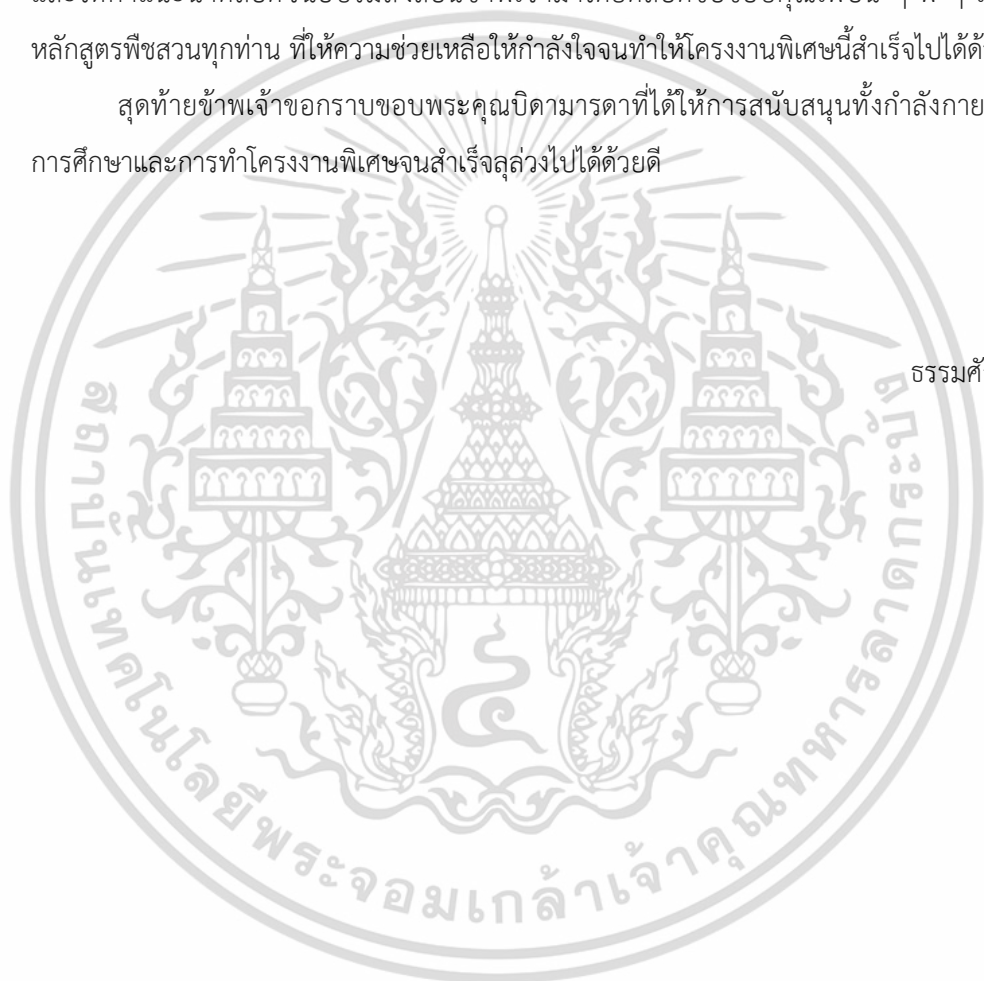 หลักสูตรพืชสวนทุกท่าน ที่ให้ความช่วยเหลือให้กำลังใจจนทำให้โครงงานพิเศษนี้สำเร็จไปได้
สุดท้ายข้าพเจ้าขอกราบขอบพระคุณบิดามารดาที่ได้ให้การสนับสนุนทั้งกำลังกาย
การศึกษาและการทำโครงงานพิเศษจนสำเร็จลุล่วงไปได้ด้วยดี
ธรรมศั
สถาบันเทคโนโลยีพระจอมเกล้าเจ้าคุณทหารลาดกระบัง
๔